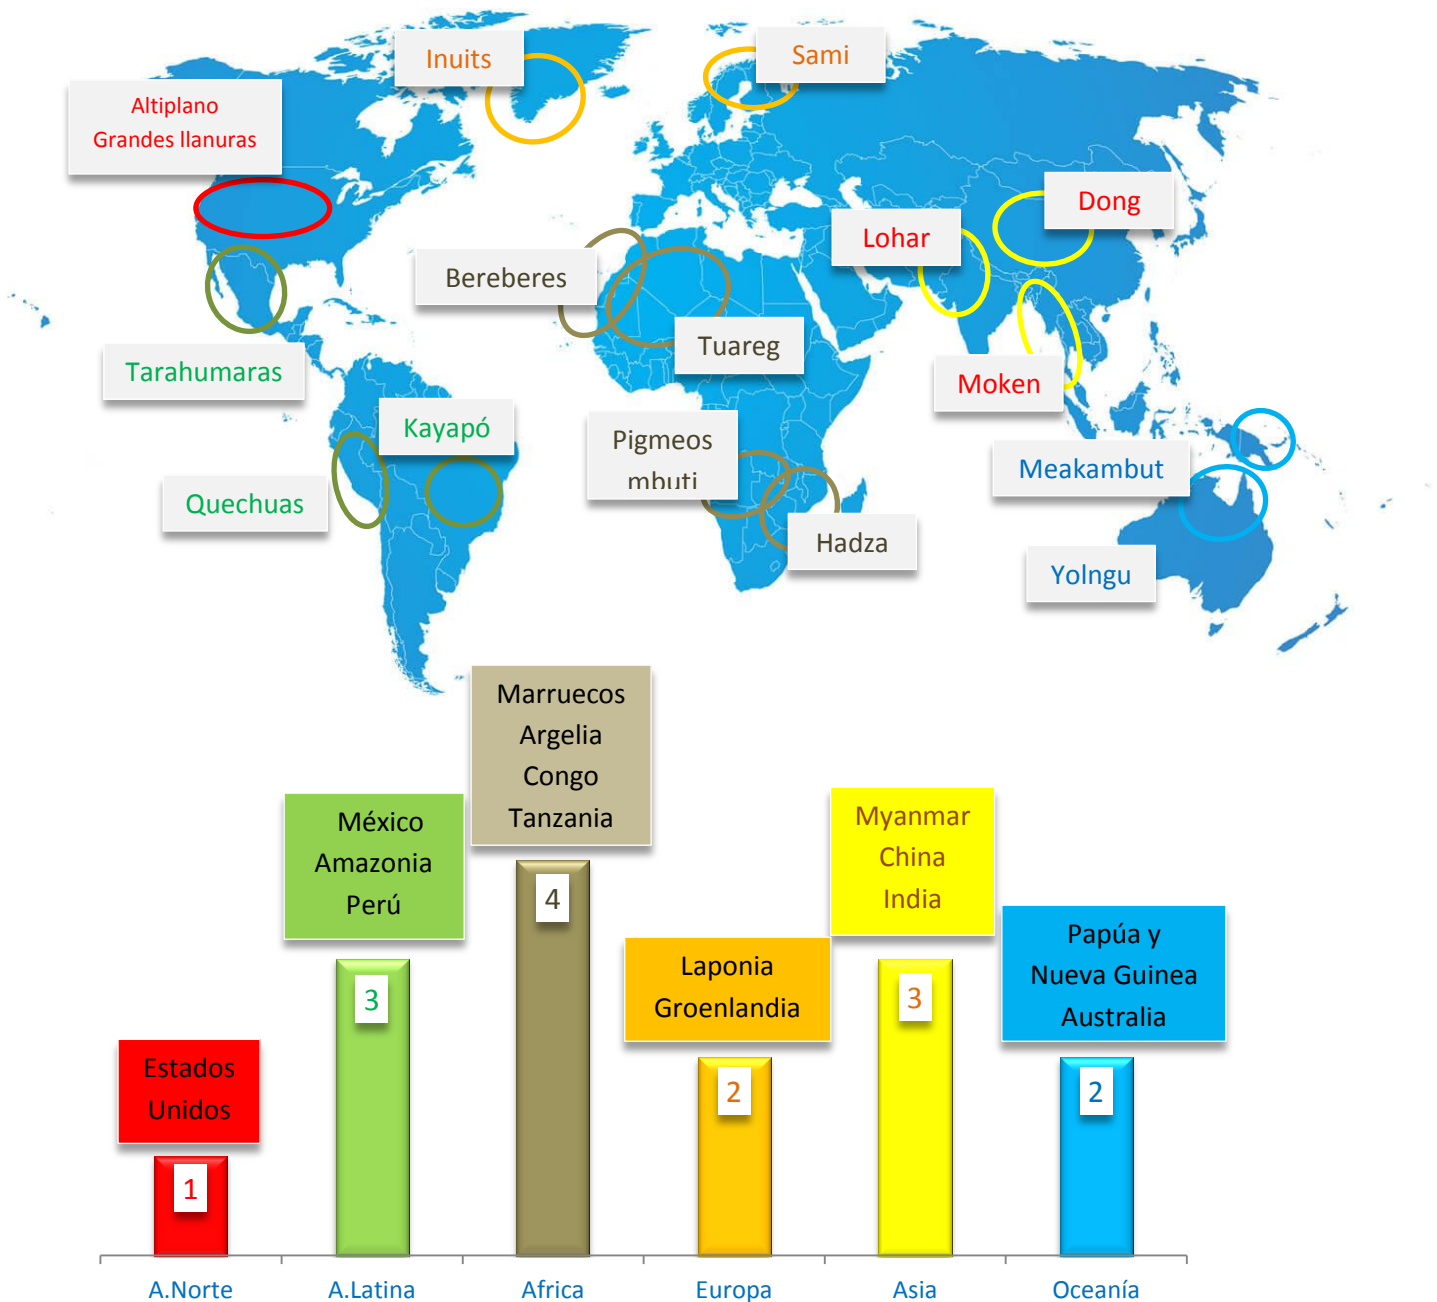 Inuits
Sami
Altiplano
Grandes llanuras
Dong
Lohar
Bereberes
Tuareg
Tarahumaras
Moken
Kayapó
Pigmeos
mbuti
Meakambut
Quechuas
Hadza
Yolngu
Marruecos
Argelia
Congo
Tanzania
México
Amazonia
Perú
Myanmar
China
India
4
Papúa y
Nueva Guinea
Australia
Laponia
Groenlandia
3
3
Estados
Unidos
2
2
1
A.Norte
A.Latina
Africa
Europa
Asia
Oceanía